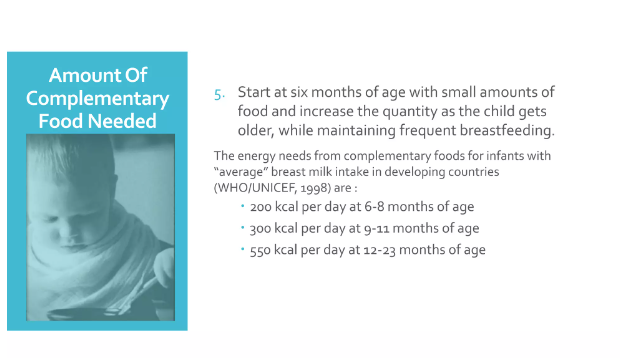 Amount Of
Complementary
Food Needed
5. Start at six months of age with small amounts of
food and increase the quantity as the child gets
older, while maintaining frequent breastfeeding.
The energy needs from complementary foods for infants with
“average” breast milk intake in developing countries
(WHO/UNICEF, 1998) are :
• 200 kcal per day at 6-8 months of age
• 300 kcal per day at 9-11 months of age
• 550 kcal per day at 12-23 months of age